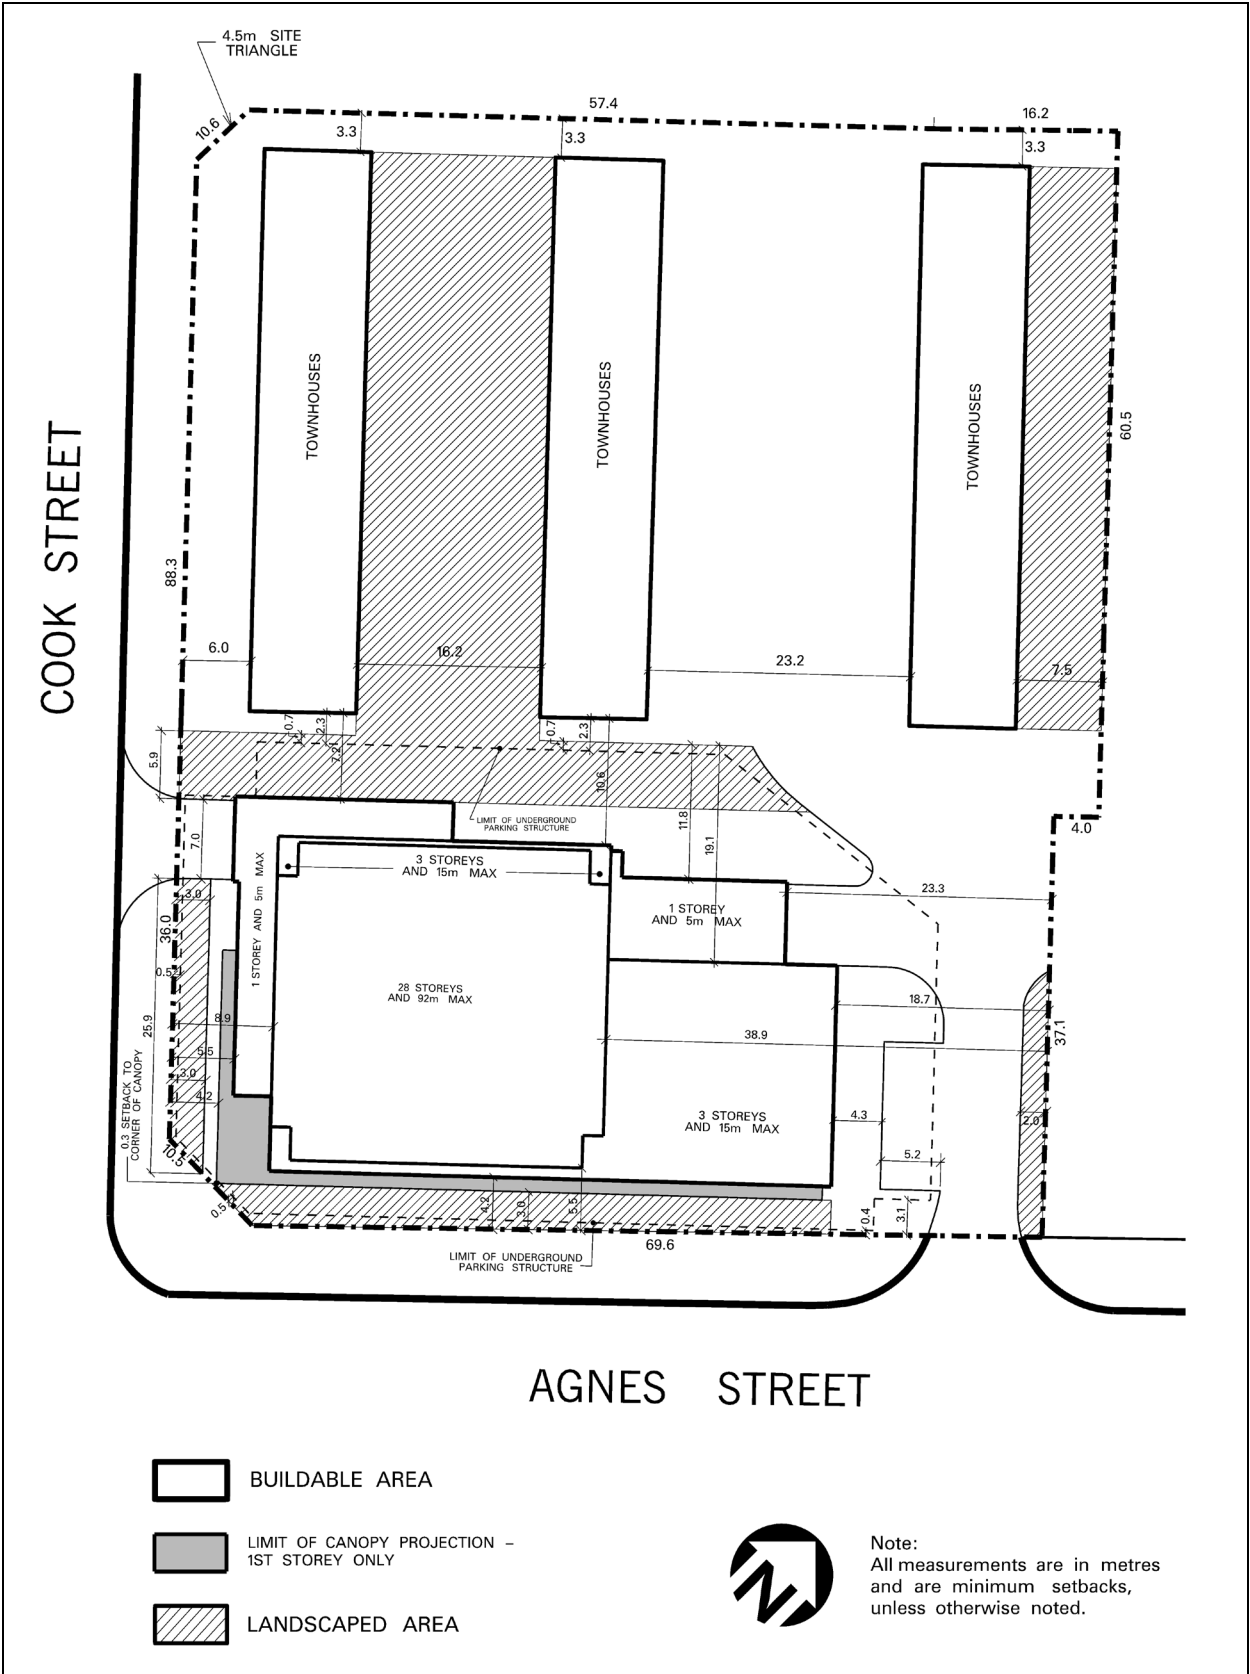 4.5m SITE
TRIANGLE
57.4
16.2
10.6
3.3
3.3
3.3
TOWNHOUSES
TOWNHOUSES
TOWNHOUSES
60.5
COOK STREET
88.3
6.0
16.2
23.2
7.5
0.7
2.3
7.2
0.7
2.3
5.9
10.6
11.8
19.1
LIMIT OF UNDERGROUND
PARKING STRUCTURE
4.0
7.0
3 STOREYS
AND 15m MAX
1 STOREY AND 5m MAX
23.3
3.0
1 STOREY
AND 5m MAX
36.0
0.5
28 STOREYS
AND 92m MAX
18.7
8.9
25.9
38.9
37.1
5.5
3.0
4.2
0.3 SETBACK TO
CORNER OF CANOPY
3 STOREYS
AND 15m MAX
4.3
2.0
10.5
5.2
0.5
4.2
3.0
5.5
0.4
3.1
69.6
LIMIT OF UNDERGROUND
PARKING STRUCTURE
AGNES STREET
BUILDABLE AREA
LIMIT OF CANOPY PROJECTION –
1ST STOREY ONLY
LANDSCAPED AREA
N
Note:
All measurements are in metres
and are minimum setbacks,
unless otherwise noted.